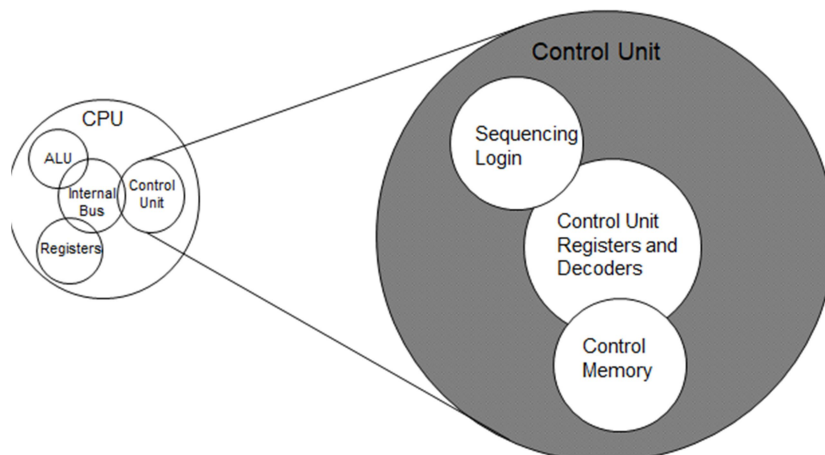 CPU
ALU
Internal
Bus
Control
Unit
Registers
Control Unit
Sequencing
Login
Control Unit
Registers and
Decoders
Control
Memory